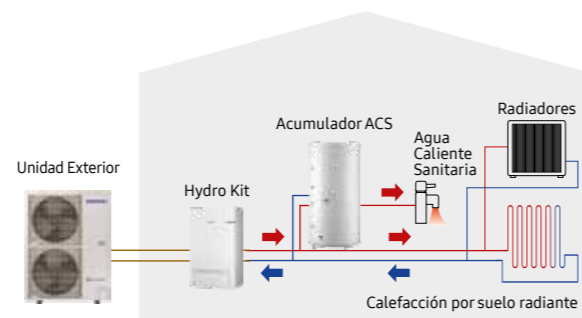 Radiadores
Acumulador ACS
Agua
Caliente
Sanitaria
Unidad Exterior
Hydro Kit
Calefacción por suelo radiante